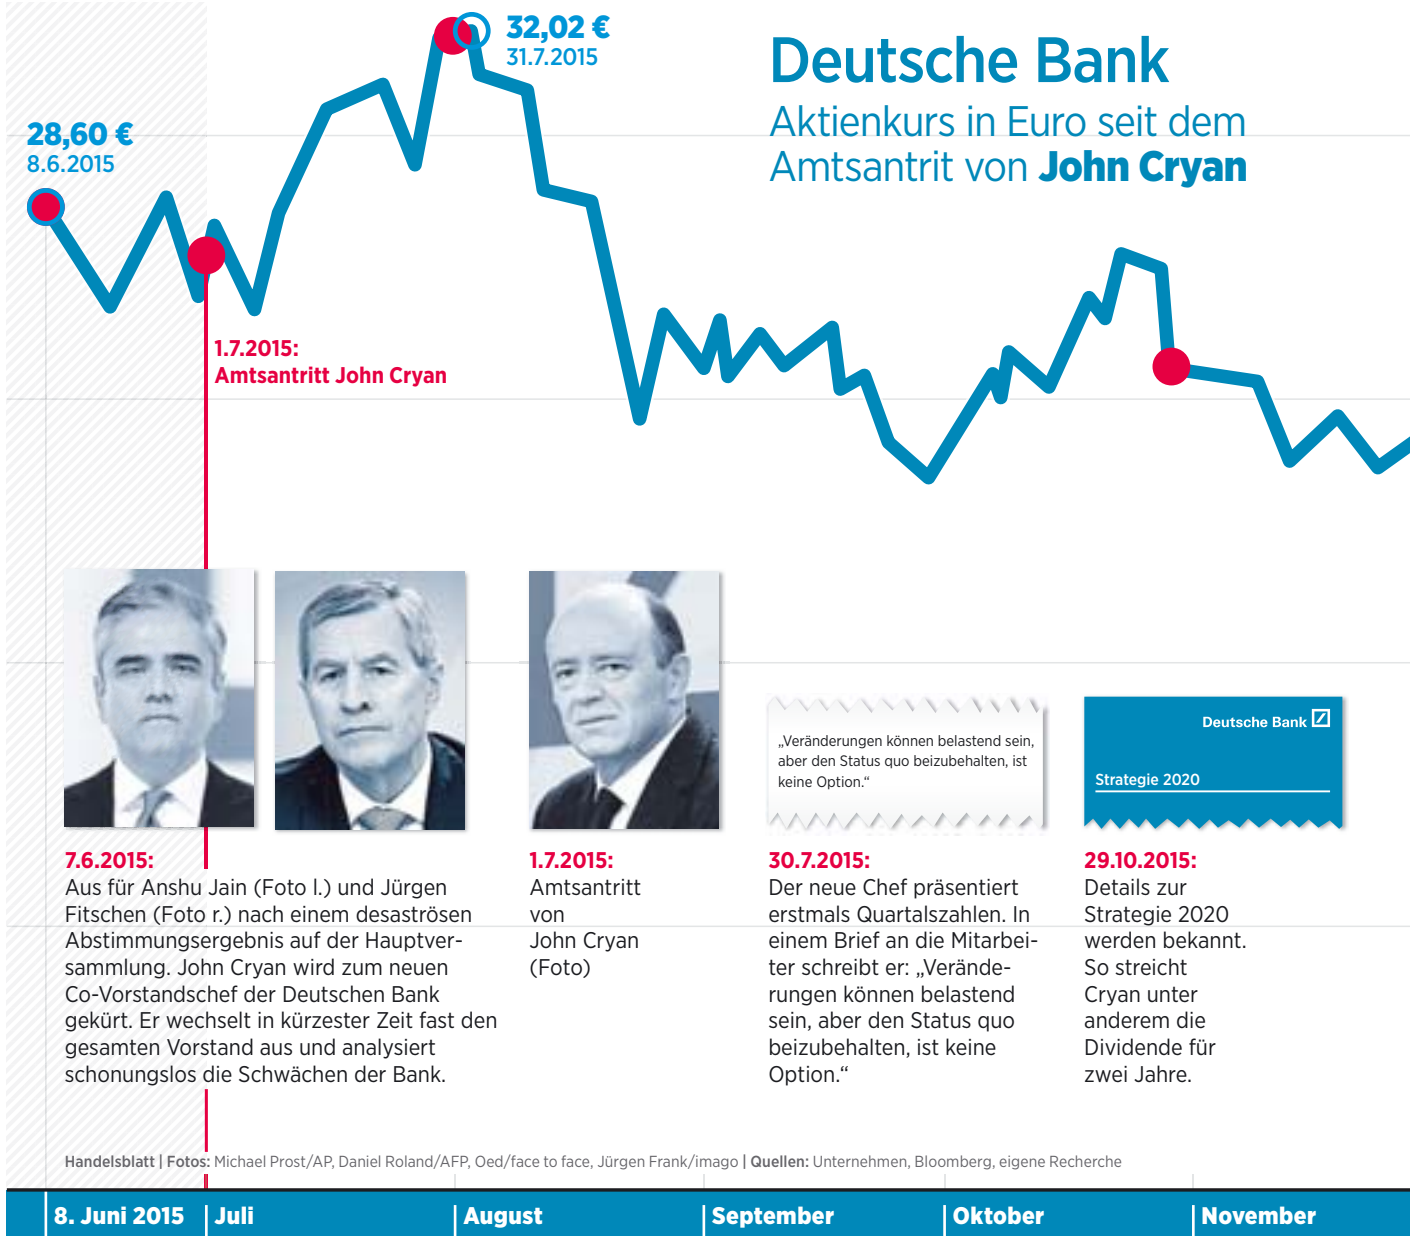 32,02 €
31.7.2015
Deutsche Bank
Aktienkurs in Euro seit dem
Amtsantrit von John Cryan
28,60 €
8.6.2015
1.7.2015:
Amtsantritt John Cryan
„Veränderungen können belastend sein,
aber den Status quo beizubehalten, ist
keine Option.“
Deutsche Bank
Strategie 2020
7.6.2015:
Aus für Anshu Jain (Foto l.) und Jürgen
Fitschen (Foto r.) nach einem desaströsen
Abstimmungsergebnis auf der Hauptver-
sammlung. John Cryan wird zum neuen
Co-Vorstandschef der Deutschen Bank
gekürt. Er wechselt in kürzester Zeit fast den
gesamten Vorstand aus und analysiert
schonungslos die Schwächen der Bank.
1.7.2015:
Amtsantritt
von
John Cryan
(Foto)
30.7.2015:
Der neue Chef präsentiert
erstmals Quartalszahlen. In
einem Brief an die Mitarbei-
ter schreibt er: „Verände-
rungen können belastend
sein, aber den Status quo
beizubehalten, ist keine
Option.“
29.10.2015:
Details zur
Strategie 2020
werden bekannt.
So streicht
Cryan unter
anderem die
Dividende für
zwei Jahre.
Handelsblatt | Fotos: Michael Prost/AP, Daniel Roland/AFP, Oed/face to face, Jürgen Frank/imago | Quellen: Unternehmen, Bloomberg, eigene Recherche
8. Juni 2015 Juli August September Oktober November